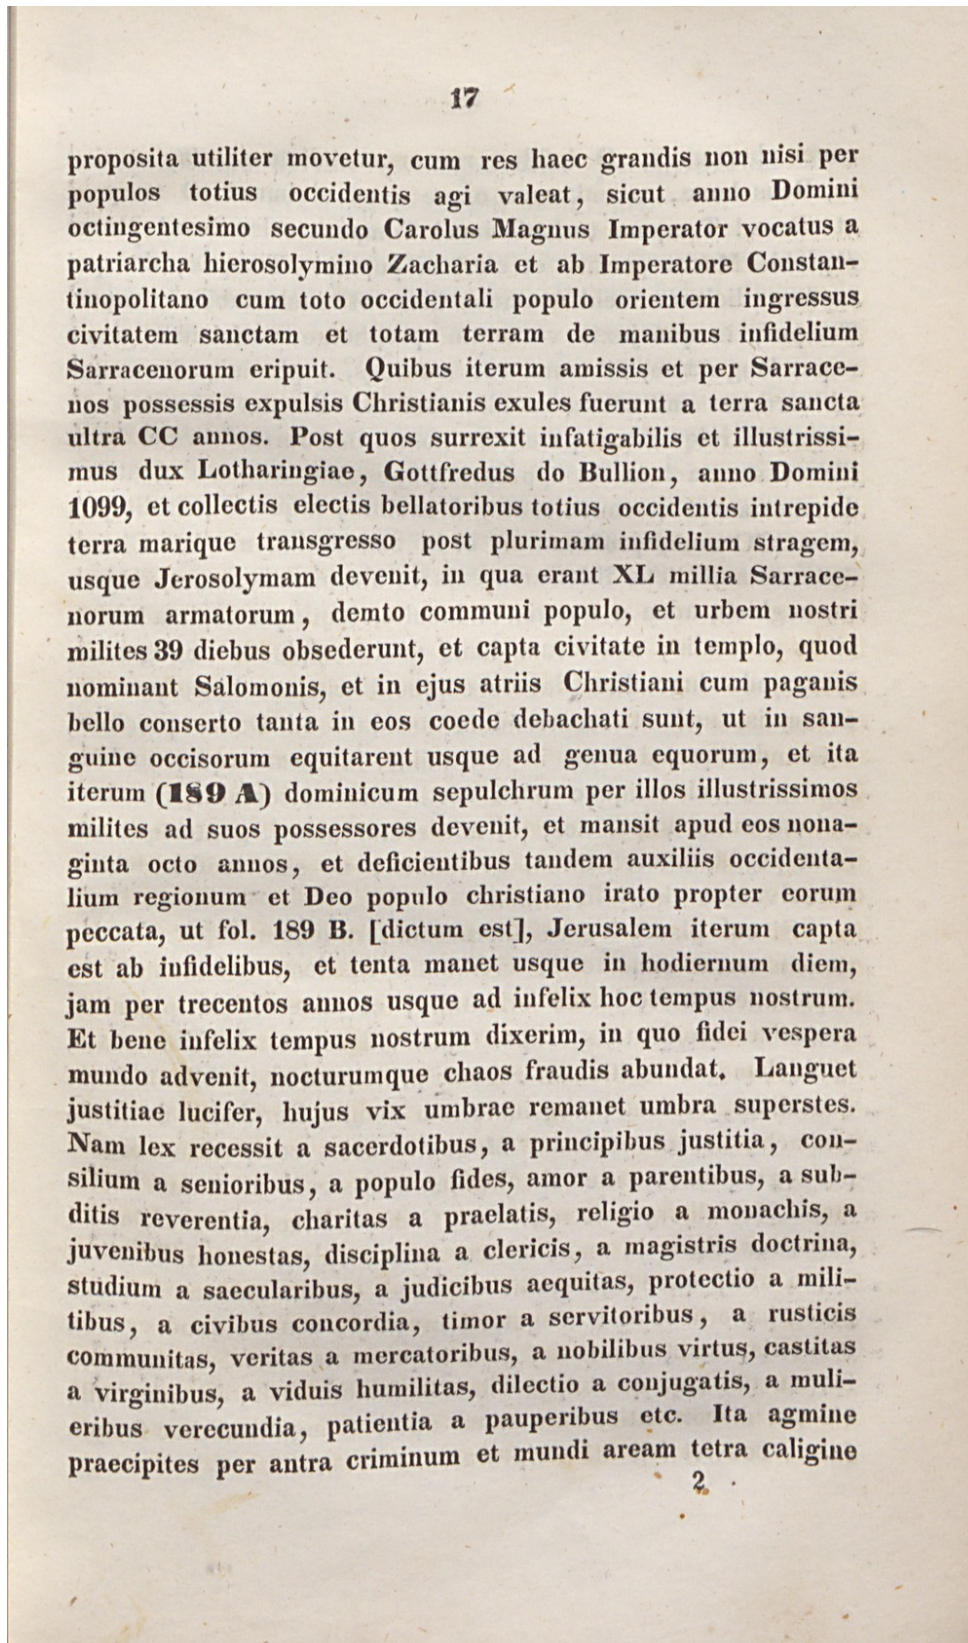 17
proposita utiliter movetur, cum res haec grandis non nisi per
populos totius occidentis agi valeat, sicut anno Domini
octingentesimo secundo Carolus Magnus Imperator vocatus a
patriarcha hierosolymino Zacharia et ab Imperatore Constan-
tinopolitano cum toto occidentali populo orientem ingressus
civitatem sanctam et totam terram de manibus infidelium
Sarracenorum eripuit. Quibus iterum amissis et per Sarrace-
nos possessis expulsis Christianis exules fuerunt a terra sancta
ultra CC annos. Post quos surrexit infatigabilis et illustrissi-
mus dux Lotharingiae, Gottfredus do Bullion, anno Domini
1099, et collectis electis bellatoribus totius occidentis intrepide
terra marique transgresso post plurimam infidelium stragem,
usque Jerosolymam devenit, in qua erant XL millia Sarrace-
norum armatorum, demto communi populo, et urbem nostri
milites 39 diebus obsederunt, et capta civitate in templo, quod
nominant Salomonis, et in ejus atriis Christiani cum paganis
bello conserto tanta in eos coede debachati sunt, ut in san-
guine occisorum equitarent usque ad genua equorum, et ita
iterum (189 A) dominicum sepulchrum per illos illustrissimos
milites ad suos possessores devenit, et mansit apud eos nona-
ginta octo annos, et deficientibus tandem auxiliis occidenta-
lium regionum et Deo populo christiano irato propter eorum
peccata, ut fol. 189 B. [dictum est], Jerusalem iterum capta
est ab infidelibus, et tenta manet usque in hodiernum diem,
jam per trecentos annos usque ad infelix hoc tempus nostrum.
Et bene infelix tempus nostrum dixerim, in quo fidei vespera
mundo advenit, nocturumque chaos fraudis abundat. Languet
justitiae lucifer, hujus vix umbrae remanet umbra superstes.
Nam lex recessit a sacerdotibus, a principibus justitia, con-
silium a senioribus, a populo fides, amor a parentibus, a sub-
ditis reverentia, charitas a praelatis, religio a monachis, a
juvenibus honestas, disciplina a clericis, a magistris doctrina,
studium a saecularibus, a judicibus aequitas, protectio a mili-
tibus, a civibus concordia, timor a servitoribus, a rusticis
communitas, veritas a mercatoribus, a nobilibus virtus, castitas
a virginibus, a viduis humilitas, dilectio a conjugatis, a muli-
eribus verecundia, patientia a pauperibus etc. Ita agmine
praecipites per antra criminum et mundi aream tetra caligine
2